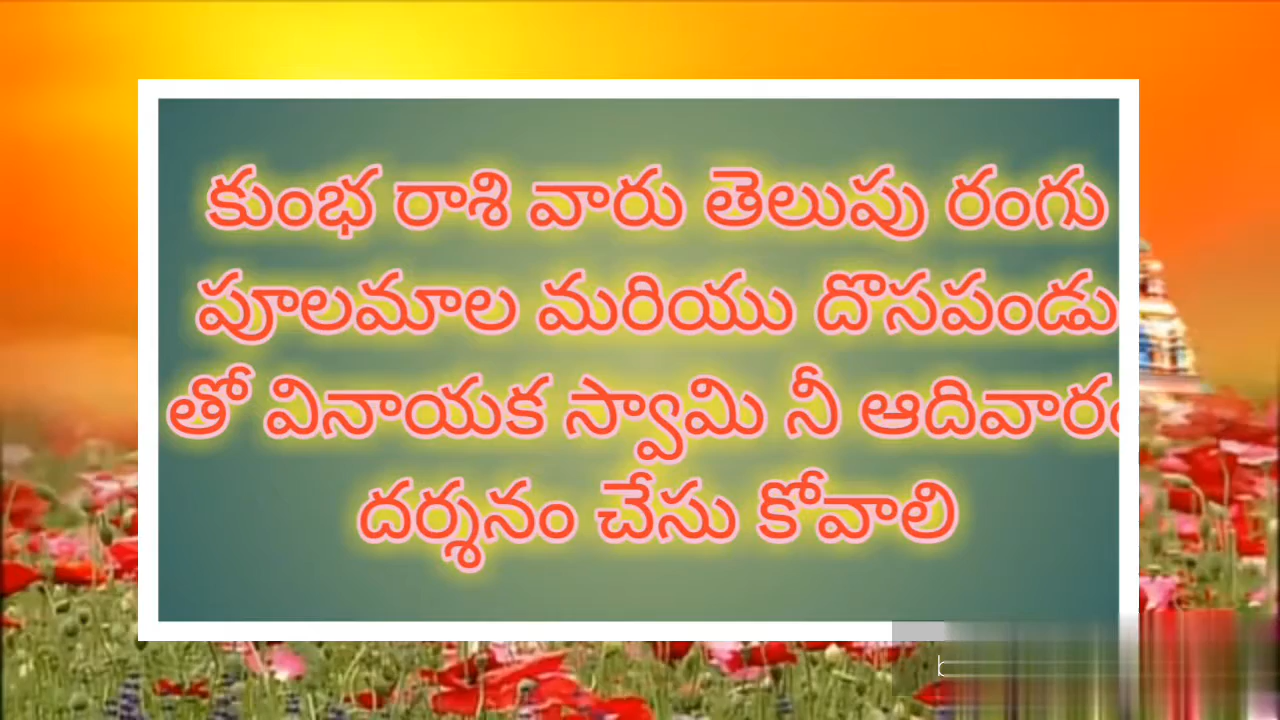 కుంభ రాశి వారు తెలుపు రంగు
పూలమాల మరియు దొసపండు
తో వినాయక స్వామి నీ ఆదివారం
దర్శనం చేసు కోవాలి